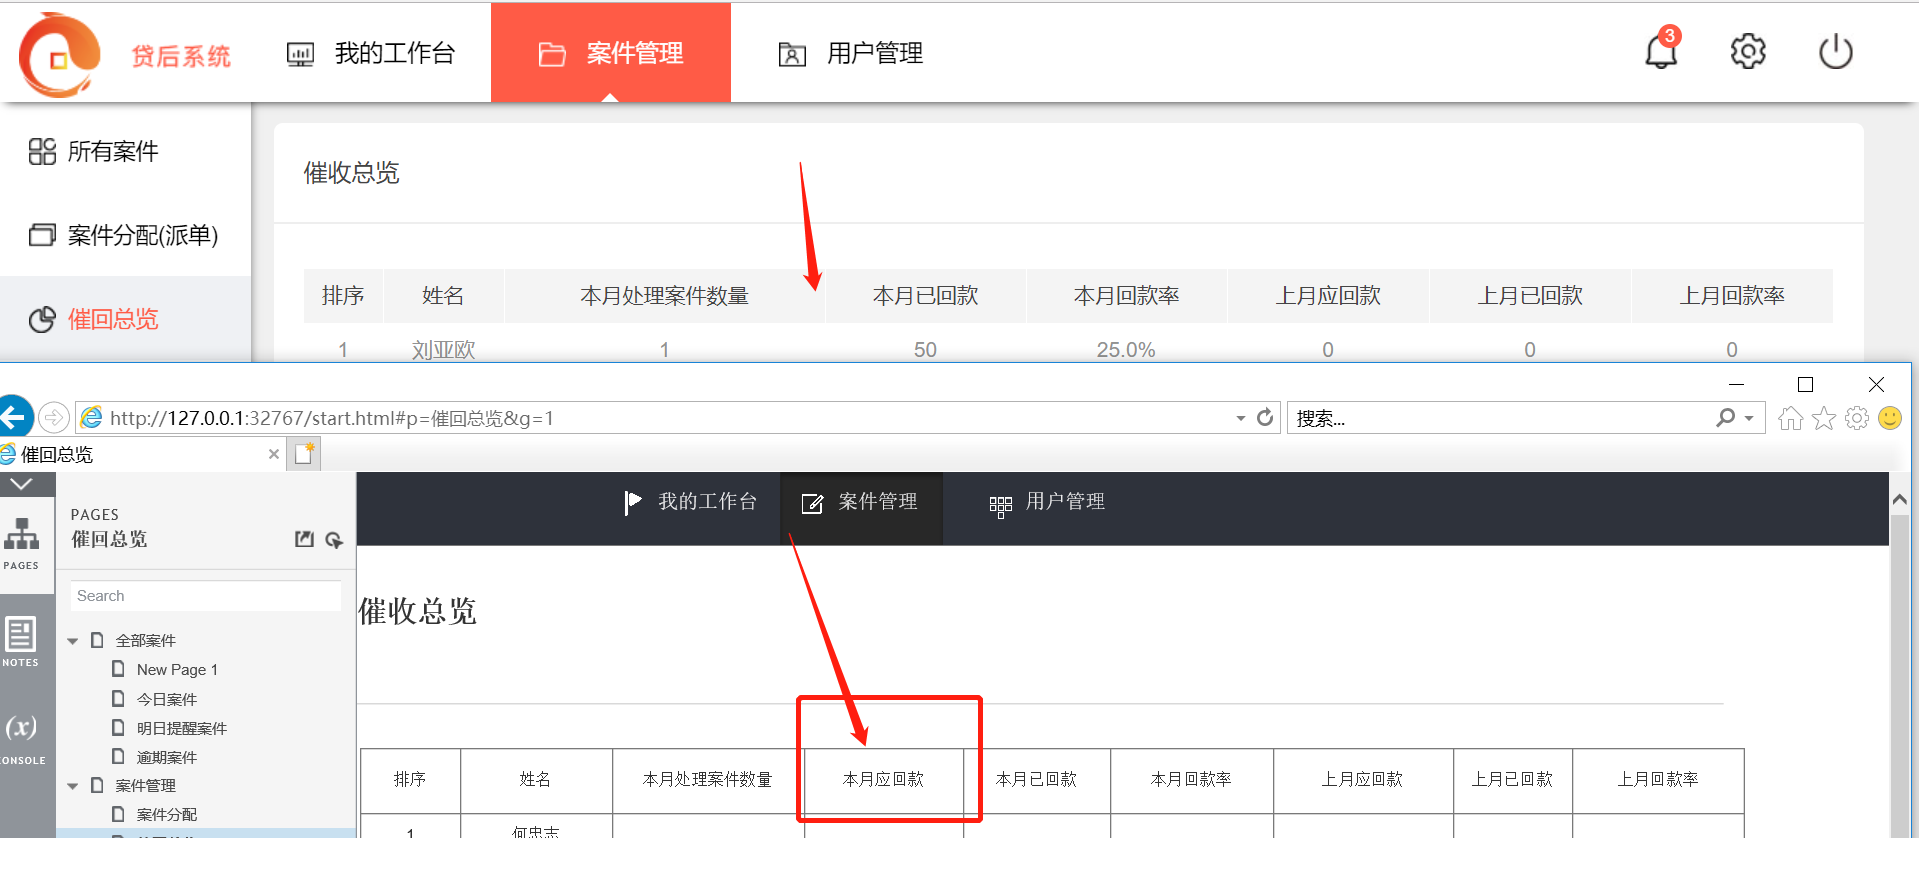 贷后系统
我的工作台
案件管理
用户管理
3
所有案件
案件分配(派单)
催回总览
催收总览
排序 姓名 本月处理案件数量 本月已回款 本月回款率 上月应回款 上月已回款 上月回款率
1 刘亚欧 1 50 25.0% 0 0 0
http://127.0.0.1:32767/start.html#p=催回总览&g=1
搜索...
催回总览
PAGES
催回总览
PAGES
Search
NOTES
(x)
ONSOLE
全部案件
New Page 1
今日案件
明日提醒案件
逾期案件
案件管理
案件分配
我的工作台
案件管理
用户管理
催收总览
排序 姓名 本月处理案件数量 本月应回款 本月已回款 本月回款率 上月应回款 上月已回款 上月回款率
1 何忠志